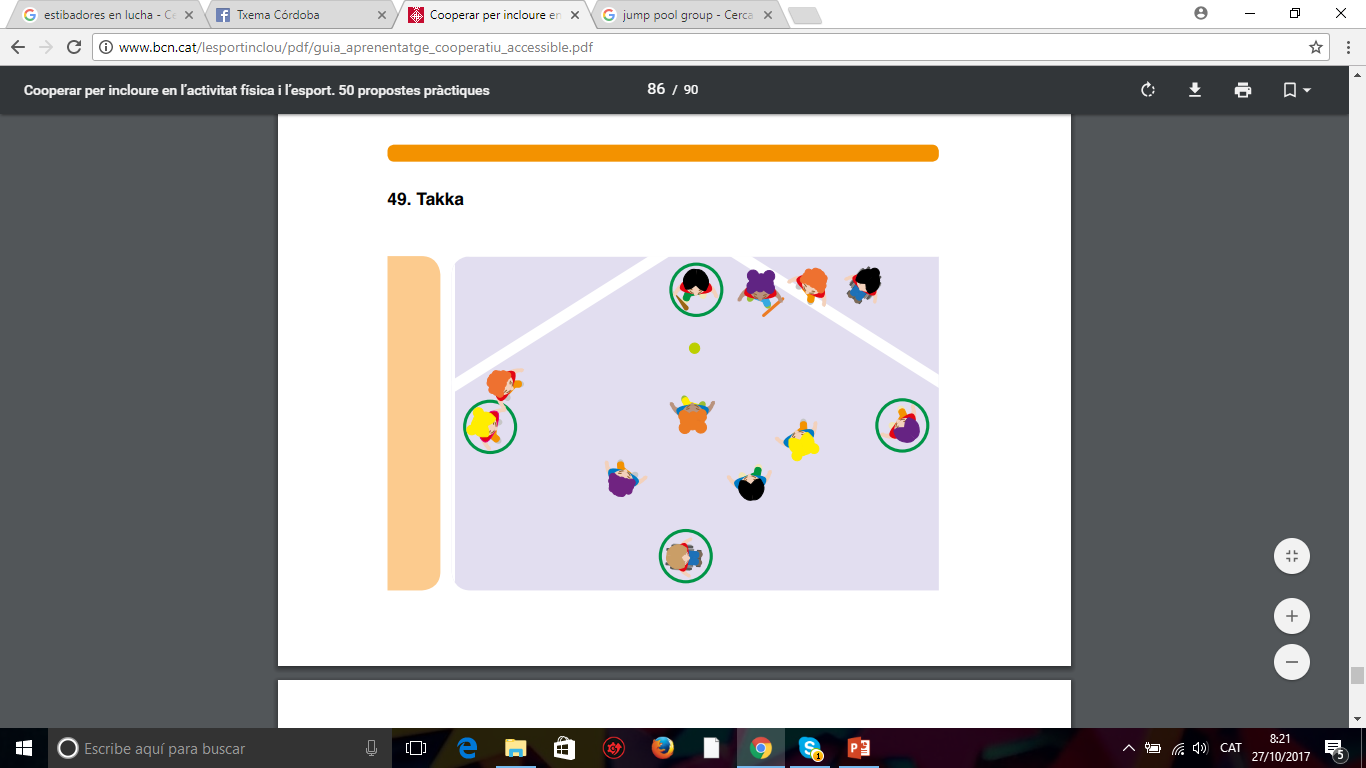 estibadores en lucha - Ce
Txema Córdoba
Cooperar per incloure en
jump pool group - Cerca
www.bcn.cat/lesportinclou/pdf/guia_aprenentatge_cooperatiu_accessible.pdf
Cooperar per incloure en l'activitat física i l'esport. 50 propostes pràctiques
86 / 90
49. Takka
Escribe aquí para buscar
1
CAT
8:21
27/10/2017
5